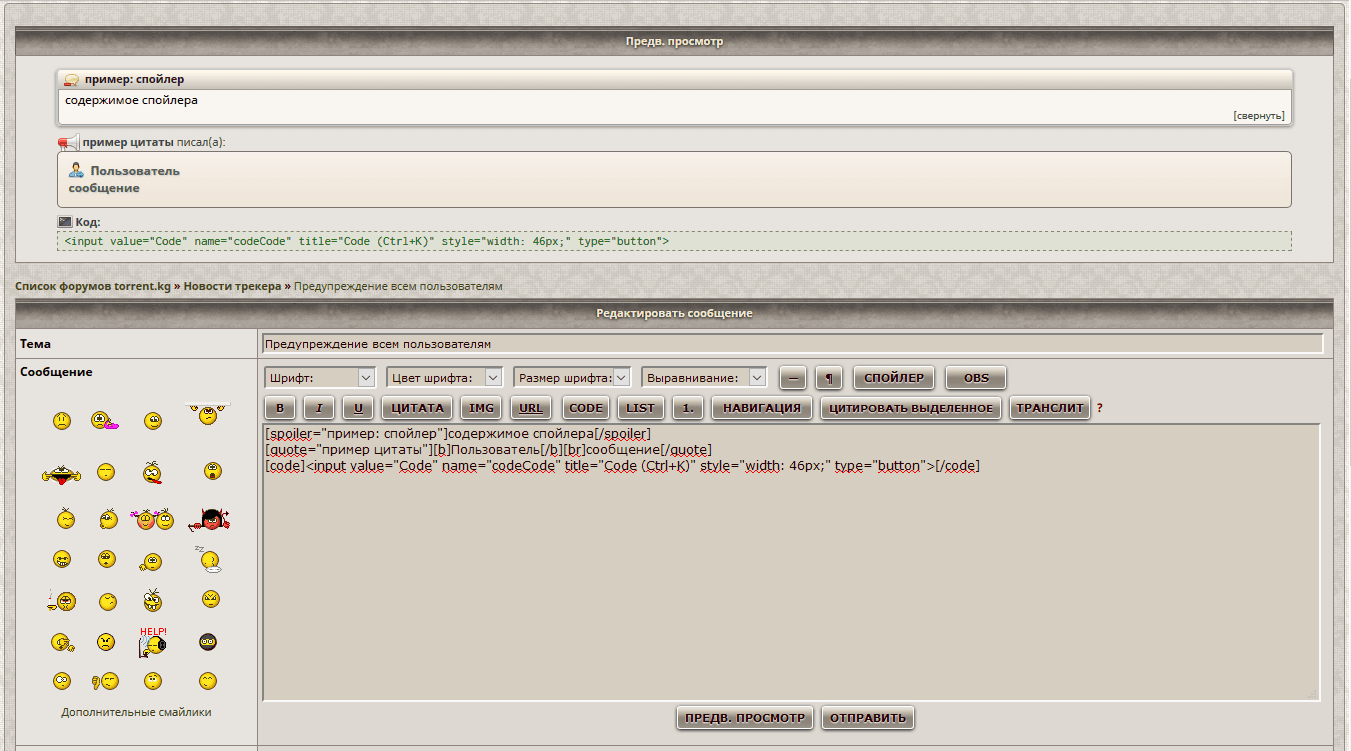 Предв. просмотр
пример: спойлер
содержимое спойлера
[свернуть]
пример цитаты писал(а):
Пользователь
сообщение
Код:
<input value="Code" name="codeCode" title="Code (Ctrl+K)" style="width: 46px;" type="button">
Список форумов torrent.kg » Новости трекера » Предупреждение всем пользователям
Редактировать сообщение
Тема
Предупреждение всем пользователям
Сообщение
Шрифт: Цвет шрифта: Размер шрифта: Выравнивание: — ¶ СПОЙЛЕР OBS
B I U ЦИТАТА IMG URL CODE LIST 1. НАВИГАЦИЯ ЦИТИРОВАТЬ ВЫДЕЛЕННОЕ ТРАНСЛИТ ?
[spoiler="пример: спойлер"]содержимое спойлера[/spoiler]
[quote="пример цитаты"][b]Пользователь[/b][br]сообщение[/quote]
[code]<input value="Code" name="codeCode" title="Code (Ctrl+K)" style="width: 46px;" type="button">[/code]
zz
HELP!
Дополнительные смайлики
ПРЕДВ. ПРОСМОТР ОТПРАВИТЬ